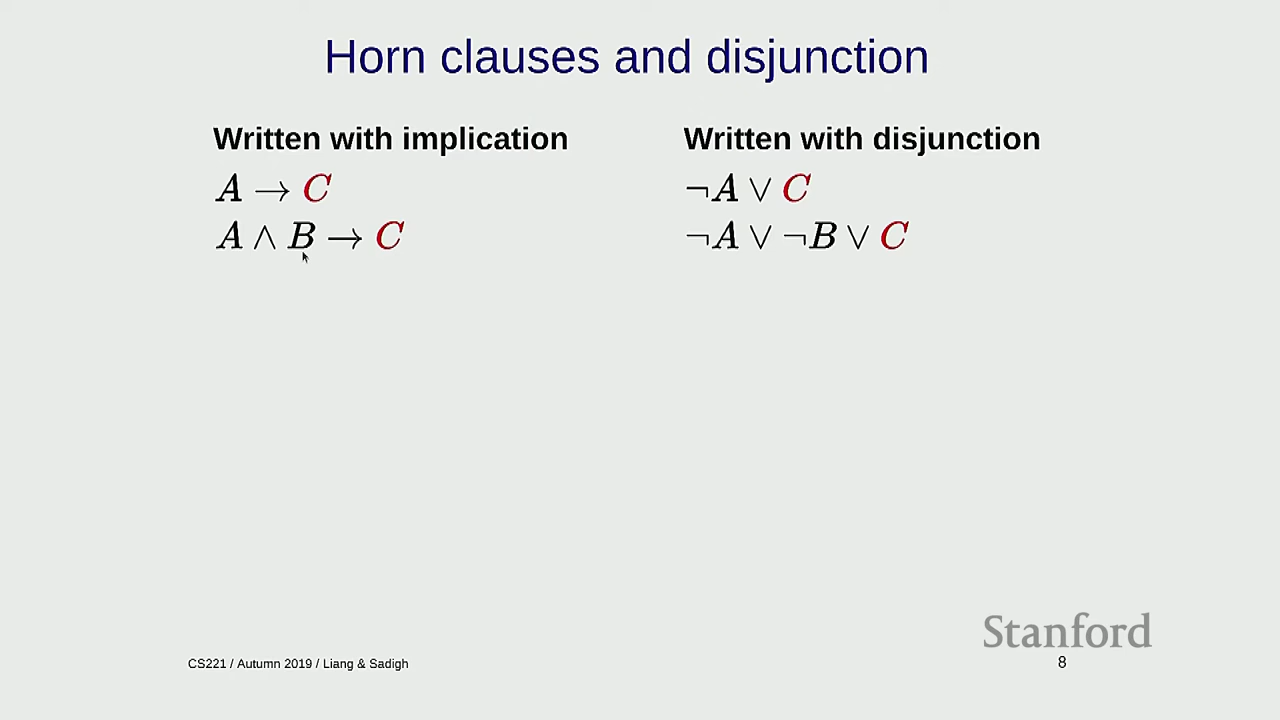 Horn clauses and disjunction
Written with implication
A → C
A ∧ B → C
Written with disjunction
¬A ∨ C
¬A ∨ ¬B ∨ C
Stanford
CS221 / Autumn 2019 / Liang & Sadigh
8